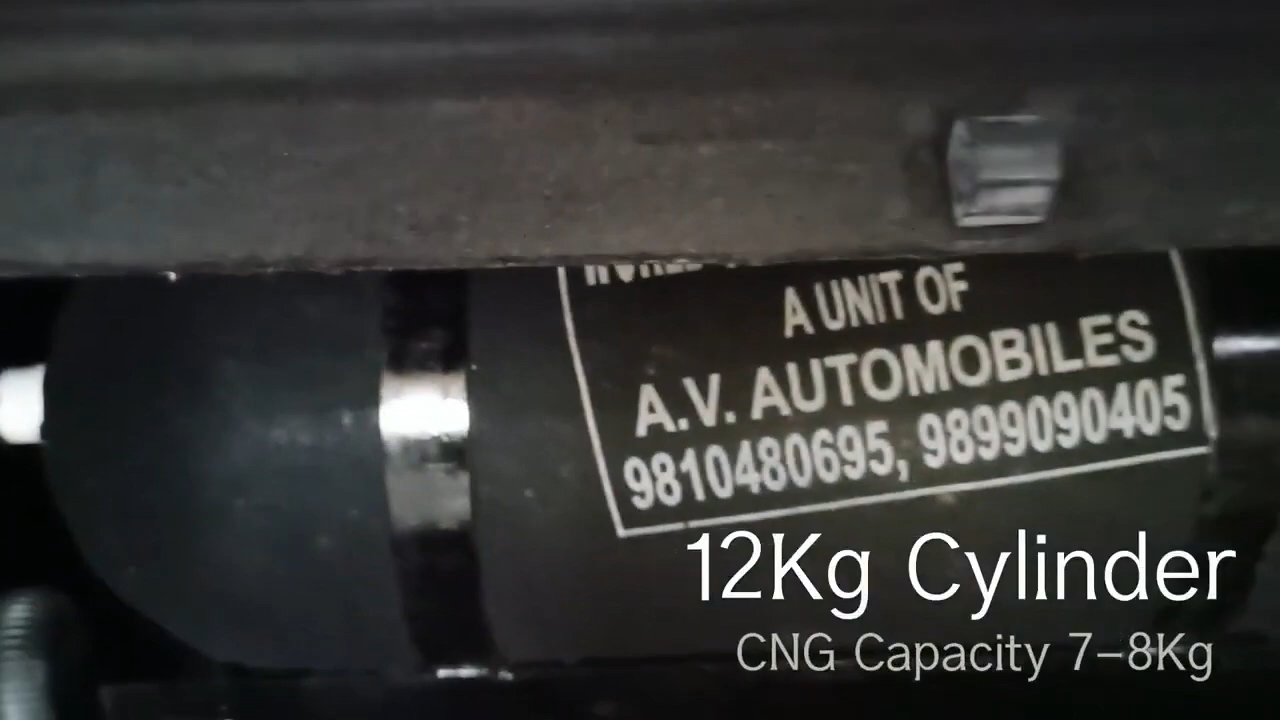 A UNIT OF
A.V. AUTOMOBILES
9810480695, 9899090405
12Kg Cylinder
CNG Capacity 7-8Kg